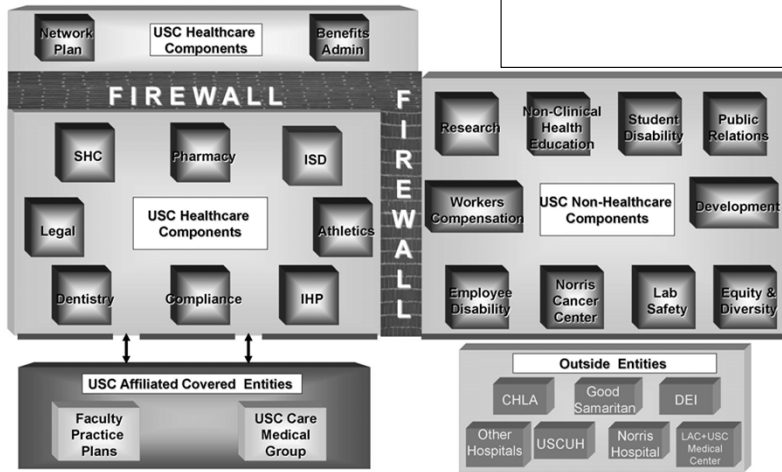 Network
Plan
USC Healthcare
Components
Benefits
Admin
FIREWALL
FIREWALL
SHC
Pharmacy
ISD
Legal
USC Healthcare
Components
Athletics
Dentistry
Compliance
IHP
Research
Non-Clinical
Health
Education
Student
Disability
Public
Relations
Workers
Compensation
USC Non-Healthcare
Components
Development
Employee
Disability
Norris
Cancer
Center
Lab
Safety
Equity &
Diversity
USC Affiliated Covered Entities
Faculty
Practice
Plans
USC Care
Medical
Group
Outside Entities
CHLA
Good
Samaritan
DEI
Other
Hospitals
USCUH
Norris
Hospital
LAC+USC
Medical
Center